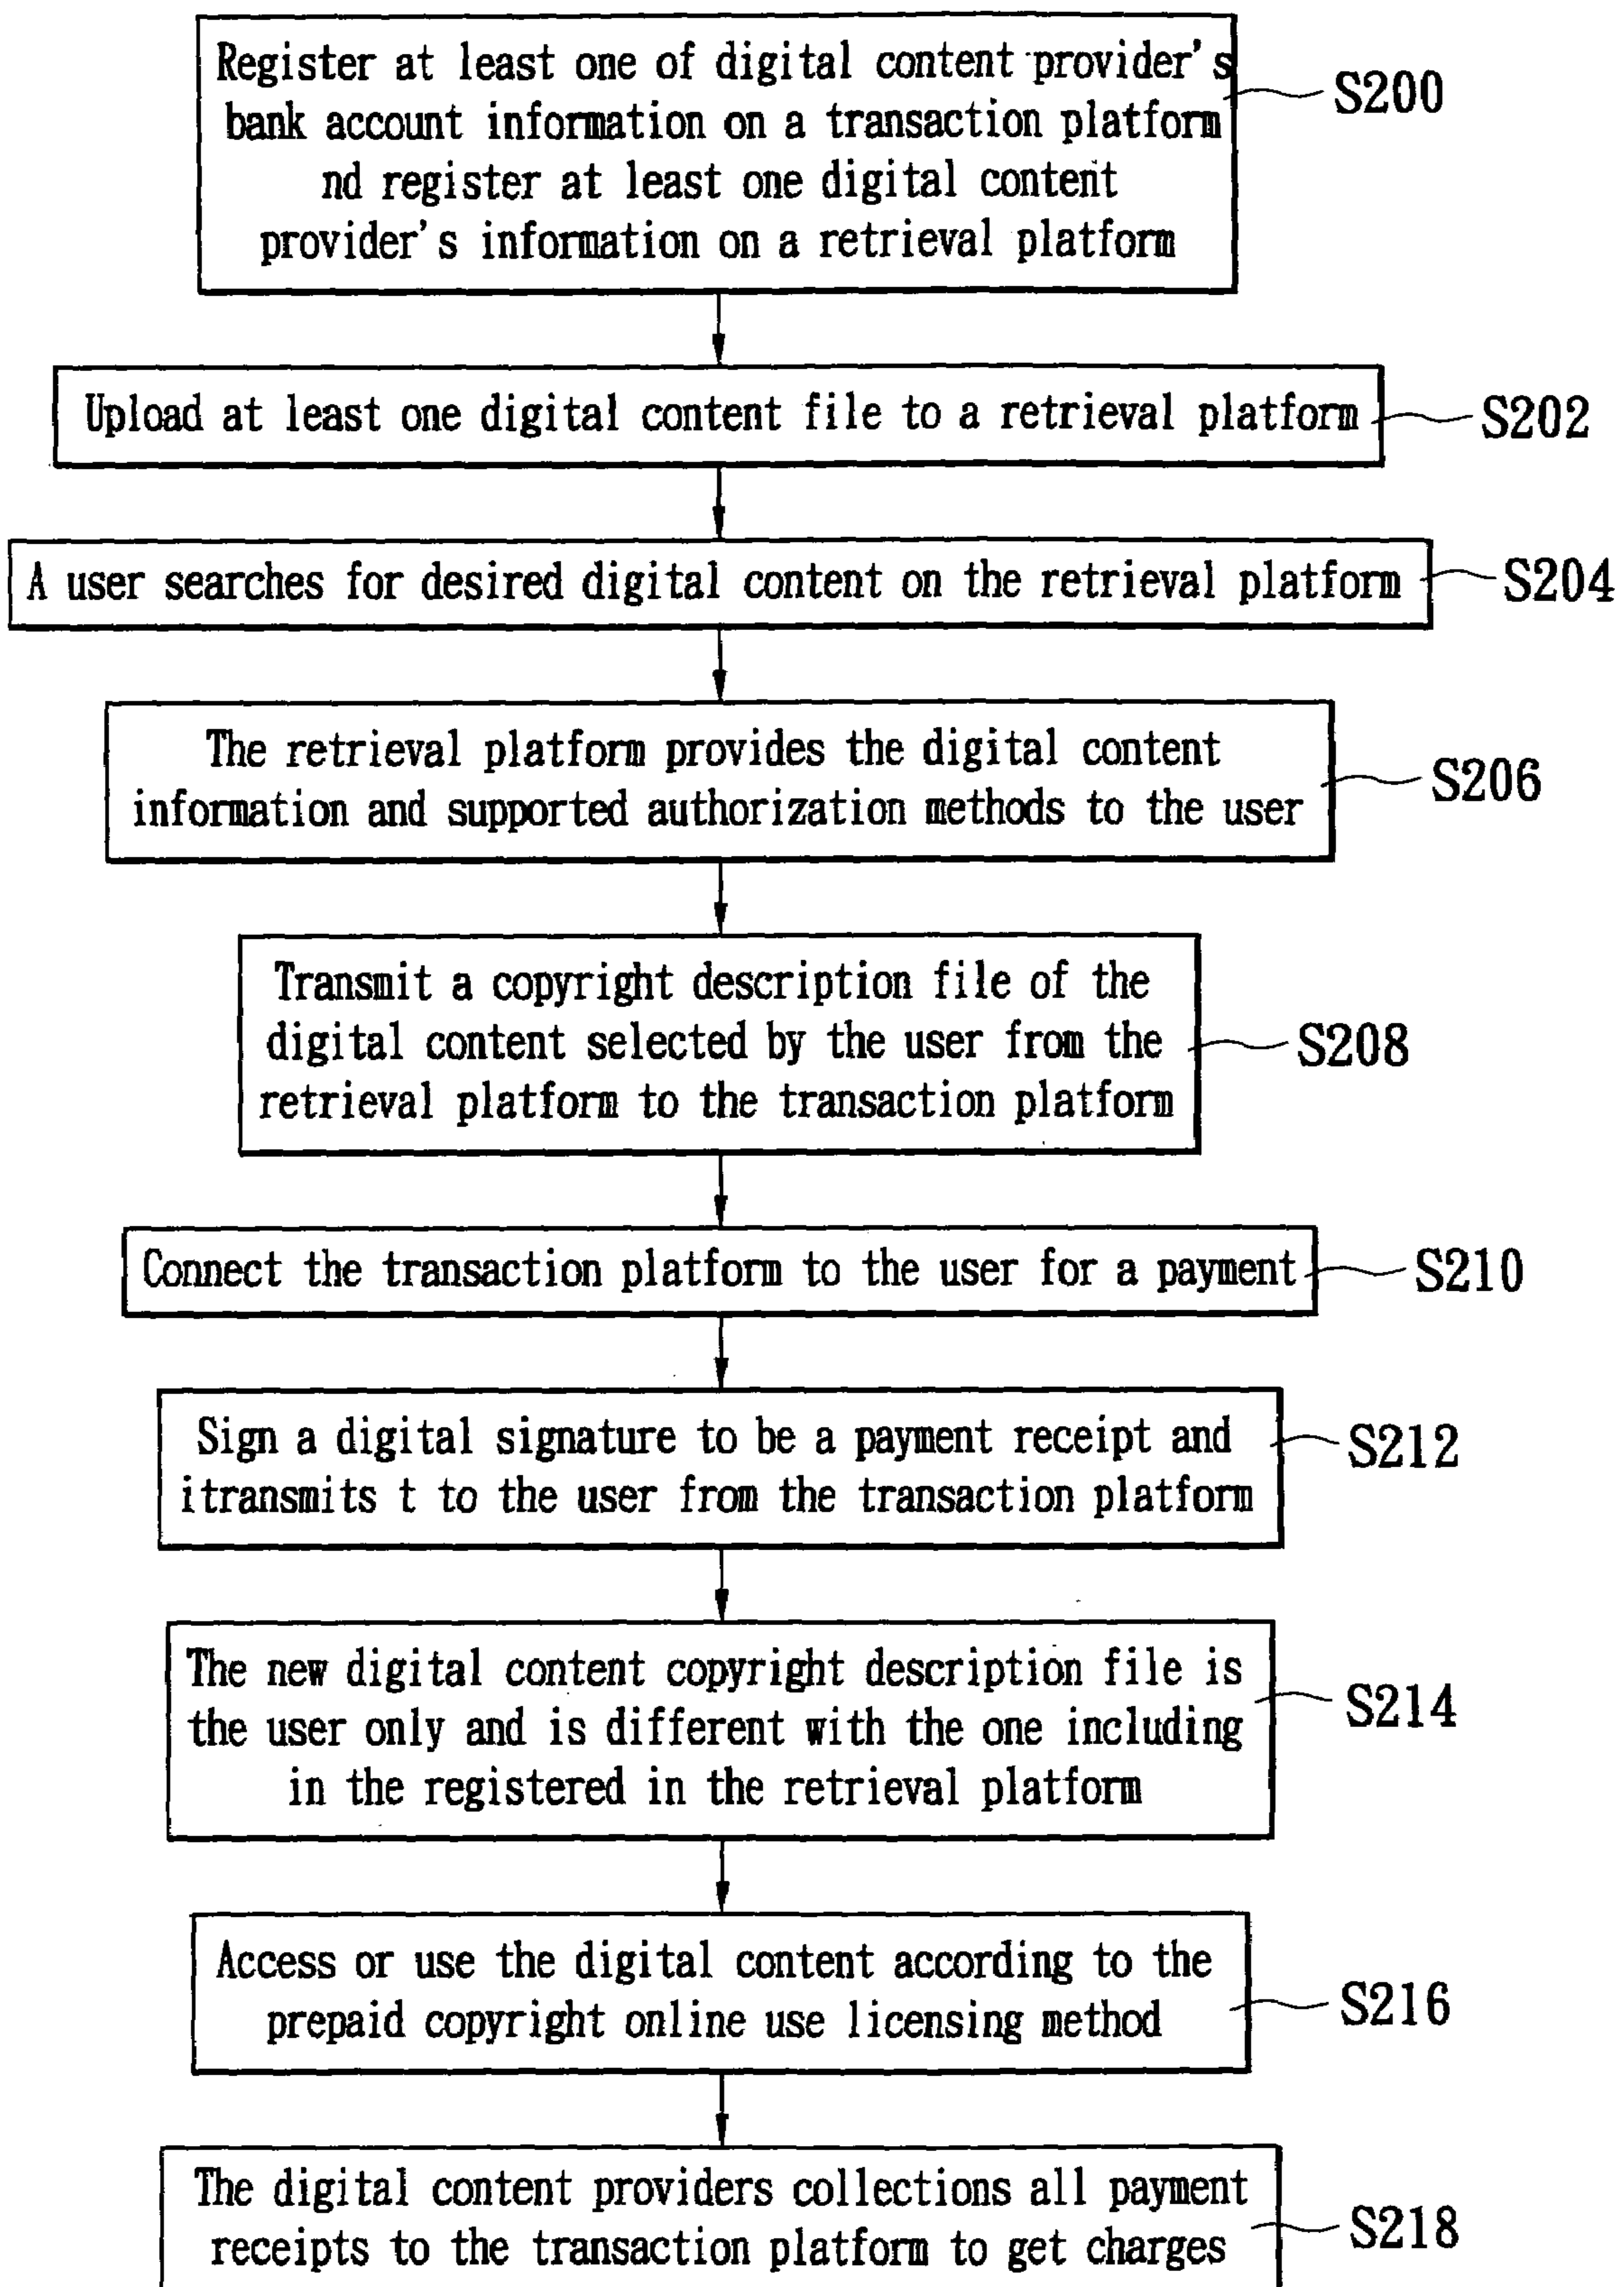 Register at least one of digital content provider's
bank account information on a transaction platform
nd register at least one digital content
provider's information on a retrieval platform
S200
Upload at least one digital content file to a retrieval platform
S202
A user searches for desired digital content on the retrieval platform
S204
The retrieval platform provides the digital content
information and supported authorization methods to the user
S206
Transmit a copyright description file of the
digital content selected by the user from the
retrieval platform to the transaction platform
S208
Connect the transaction platform to the user for a payment
S210
Sign a digital signature to be a payment receipt and
itransmits t to the user from the transaction platform
S212
The new digital content copyright description file is
the user only and is different with the one including
in the registered in the retrieval platform
S214
Access or use the digital content according to the
prepaid copyright online use licensing method
S216
The digital content providers collections all payment
receipts to the transaction platform to get charges
S218